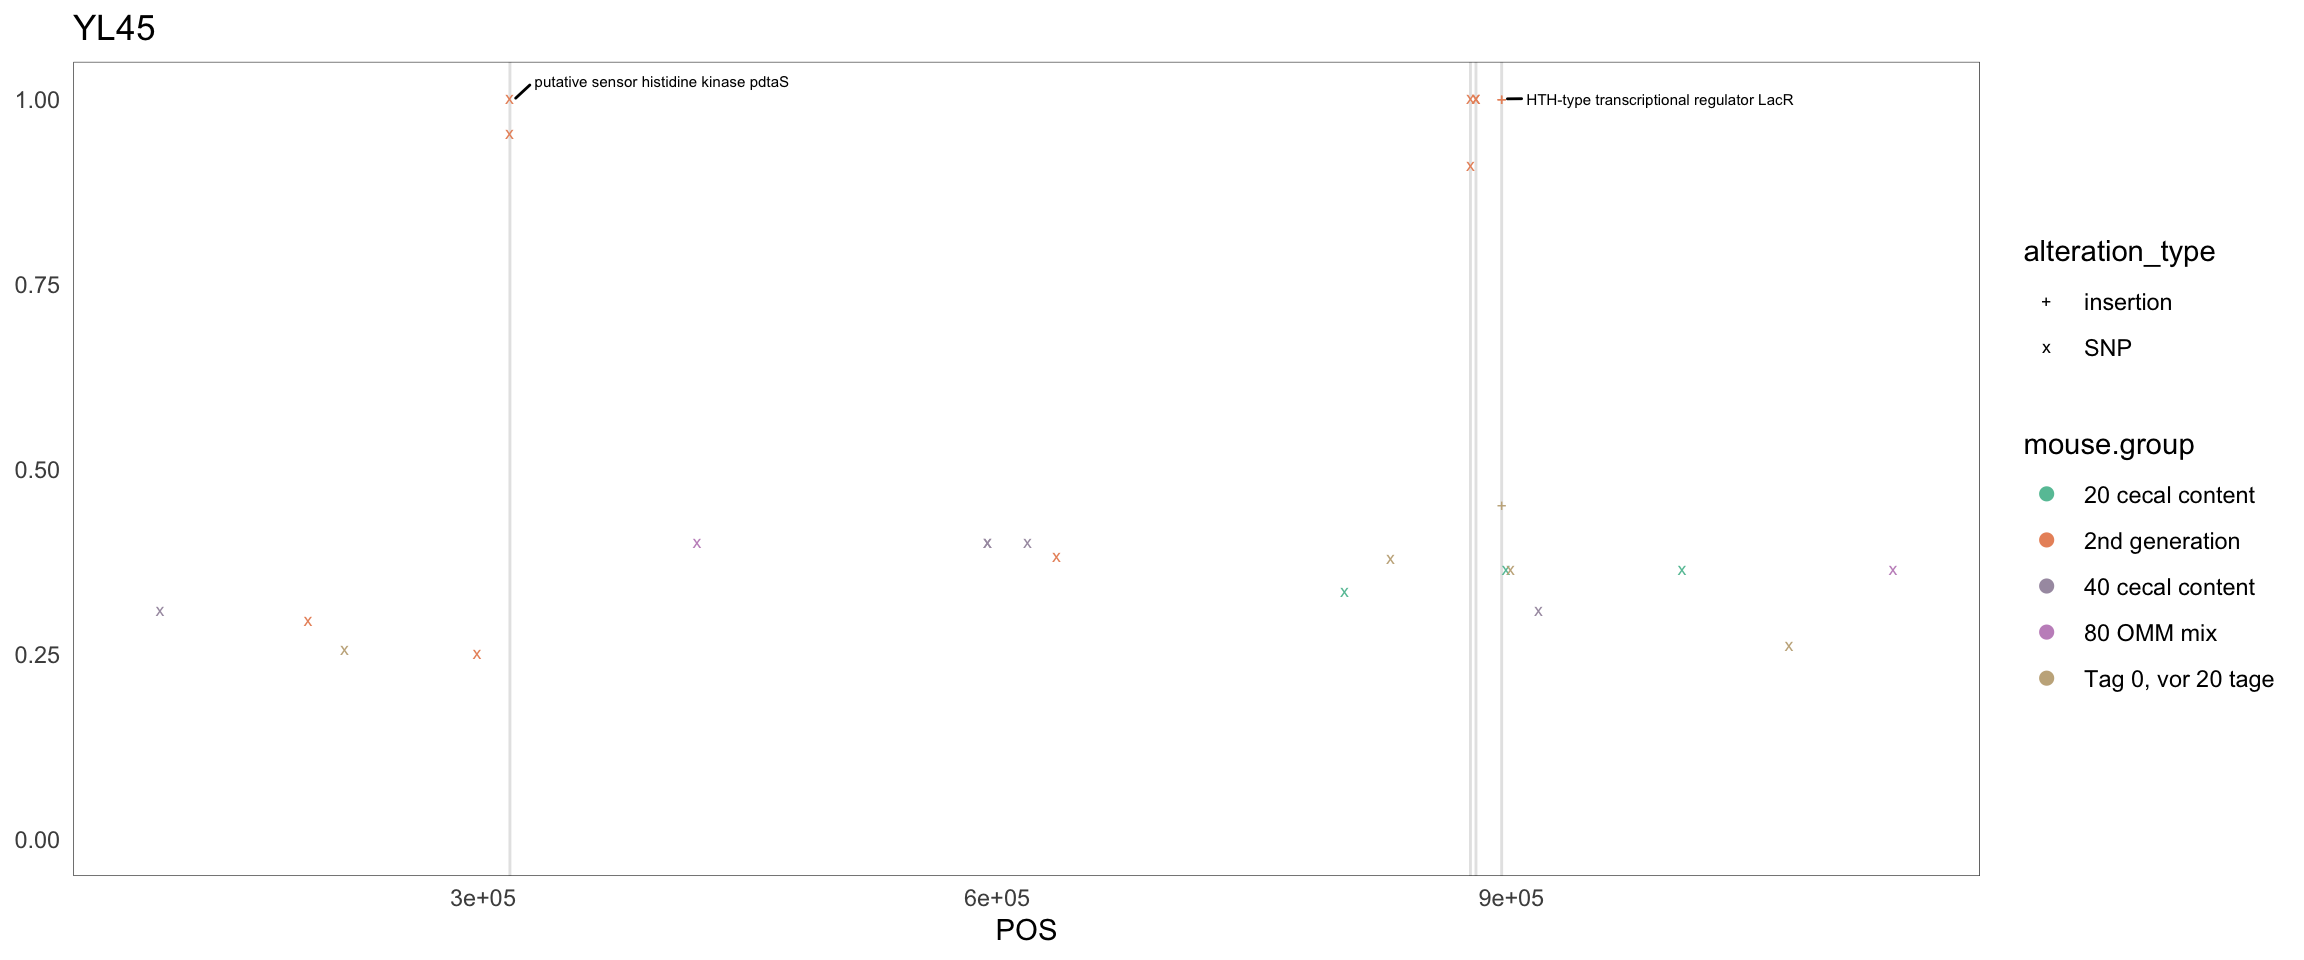 YL45
putative sensor histidine kinase pdtaS
HTH-type transcriptional regulator LacR
1.00
0.75
0.50
0.25
0.00
3e+05
6e+05
9e+05
POS
alteration_type
insertion
SNP
mouse.group
20 cecal content
2nd generation
40 cecal content
80 OMM mix
Tag 0, vor 20 tage